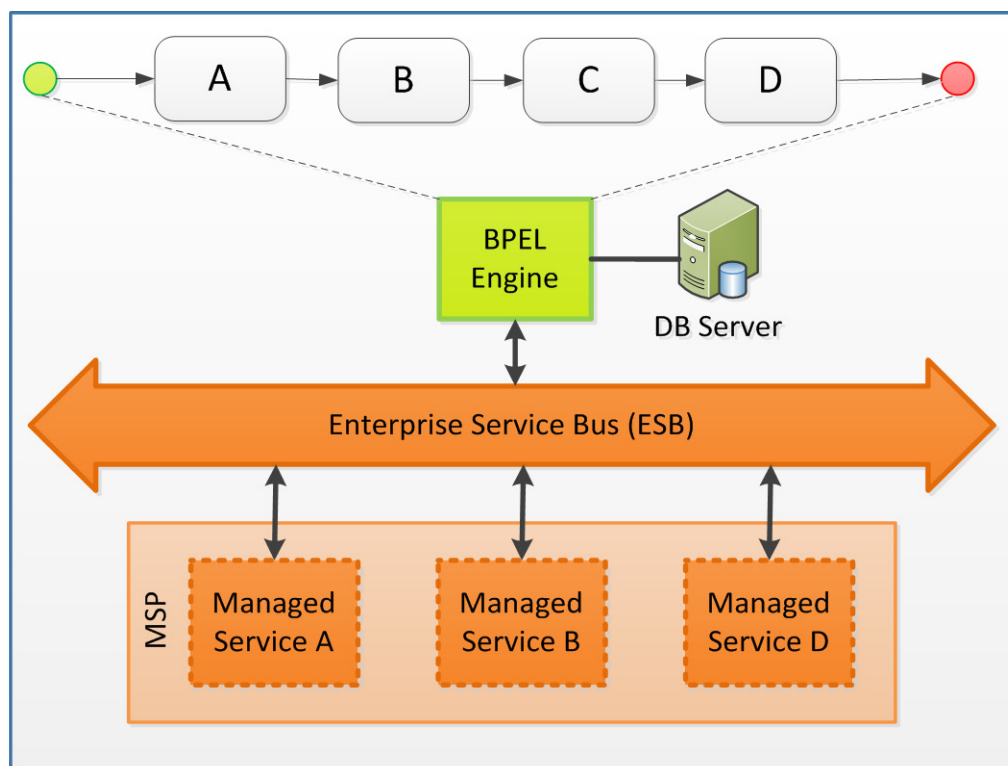 A
B
C
D
BPEL
Engine
DB Server
Enterprise Service Bus (ESB)
MSP
Managed
Service A
Managed
Service B
Managed
Service D